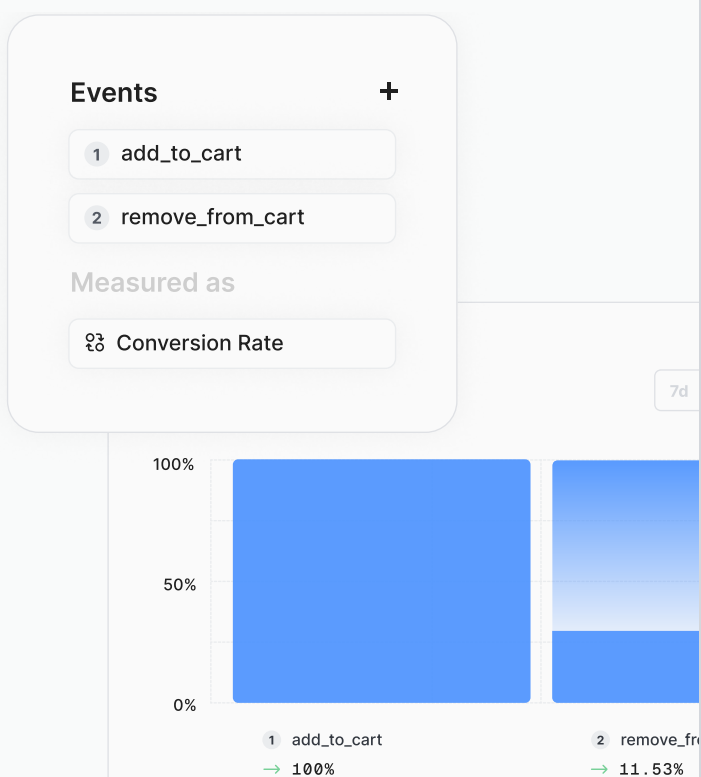 Events
1 add_to_cart
2 remove_from_cart
Measured as
Conversion Rate
7d
100%
50%
0%
1 add_to_cart
→ 100%
2 remove_fr
→ 11.53%